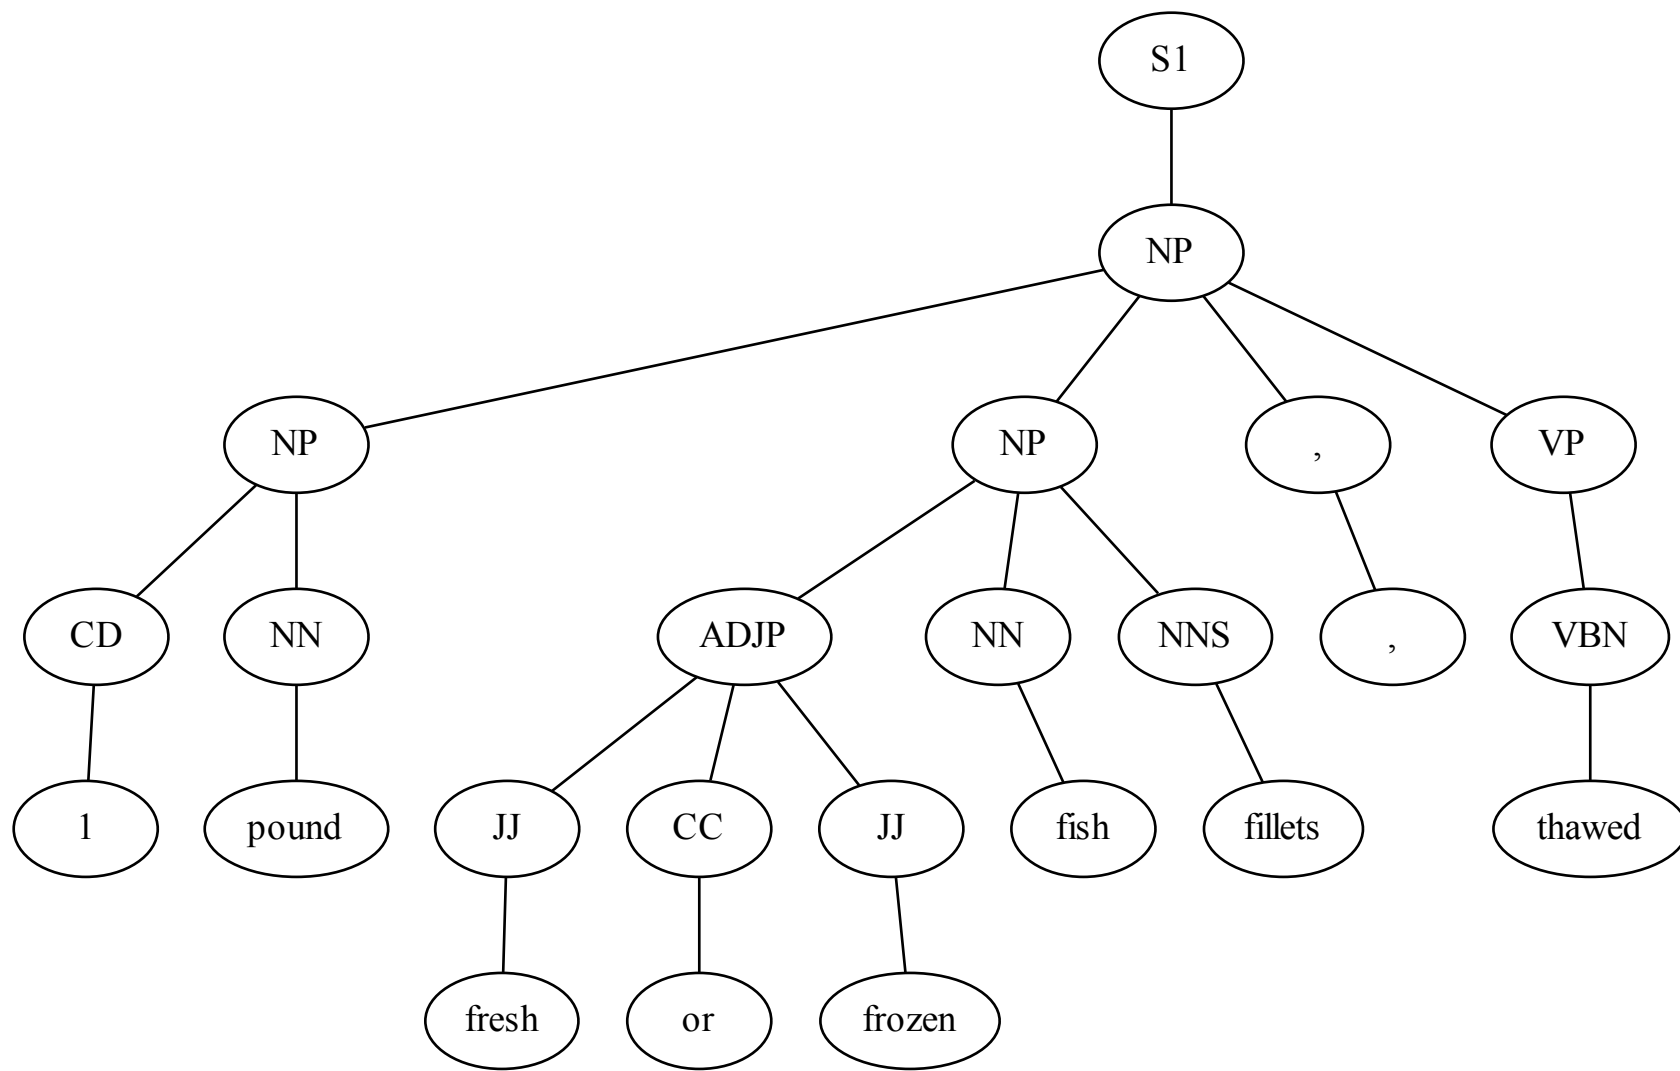 S1
NP
NP NP , VP
CD NN ADJP NN NNS , VBN
1 pound JJ CC JJ fish fillets thawed
fresh or frozen